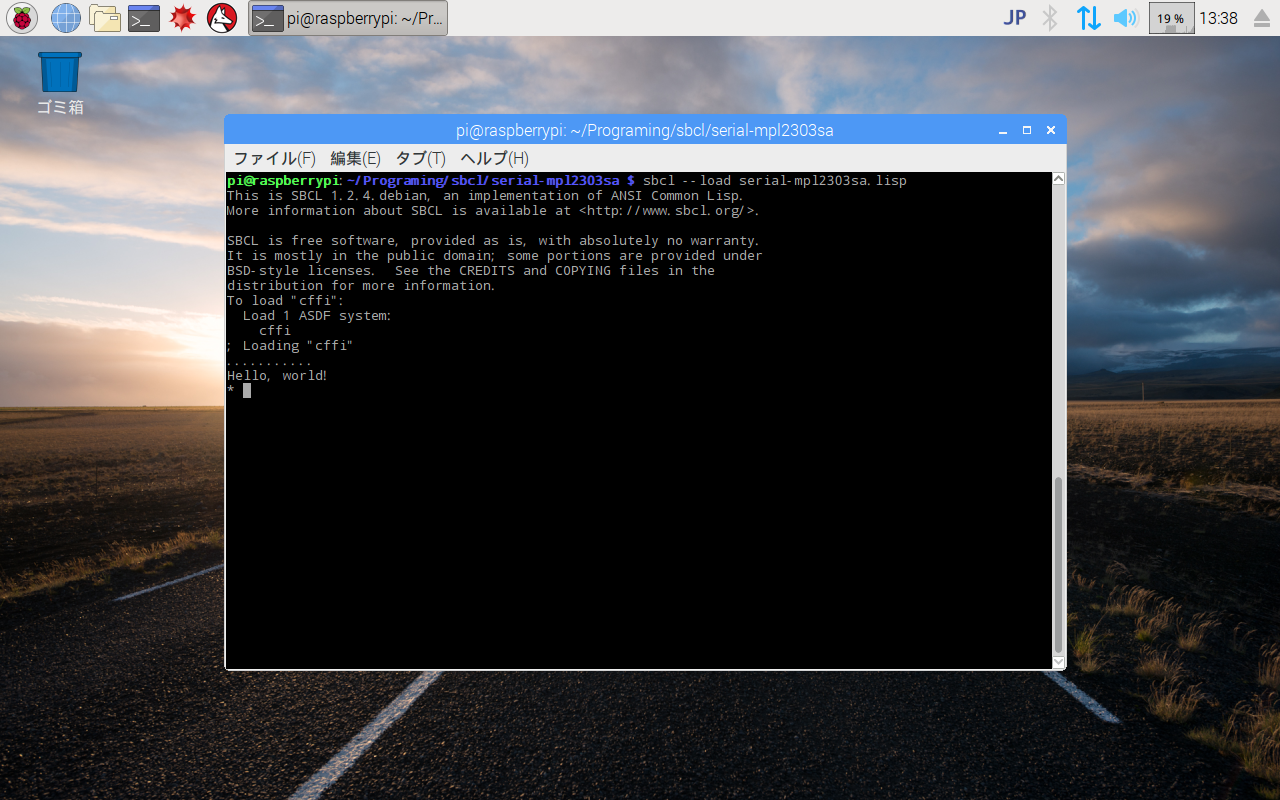 pi@raspberrypi: ~/Pr...
JP
19 %
13:38
ゴミ箱
pi@raspberrypi: ~/Programing/sbcl/serial-mpl2303sa
ファイル(F) 編集(E) タブ(T) ヘルプ(H)
pi@raspberrypi:~/Programing/sbcl/serial-mpl2303sa $ sbcl --load serial-mpl2303sa.lisp
This is SBCL 1.2.4.debian, an implementation of ANSI Common Lisp.
More information about SBCL is available at <http://www.sbcl.org/>.
SBCL is free software, provided as is, with absolutely no warranty.
It is mostly in the public domain; some portions are provided under
BSD-style licenses.  See the CREDITS and COPYING files in the
distribution for more information.
To load "cffi":
  Load 1 ASDF system:
    cffi
; Loading "cffi"
...........
Hello, world!
*